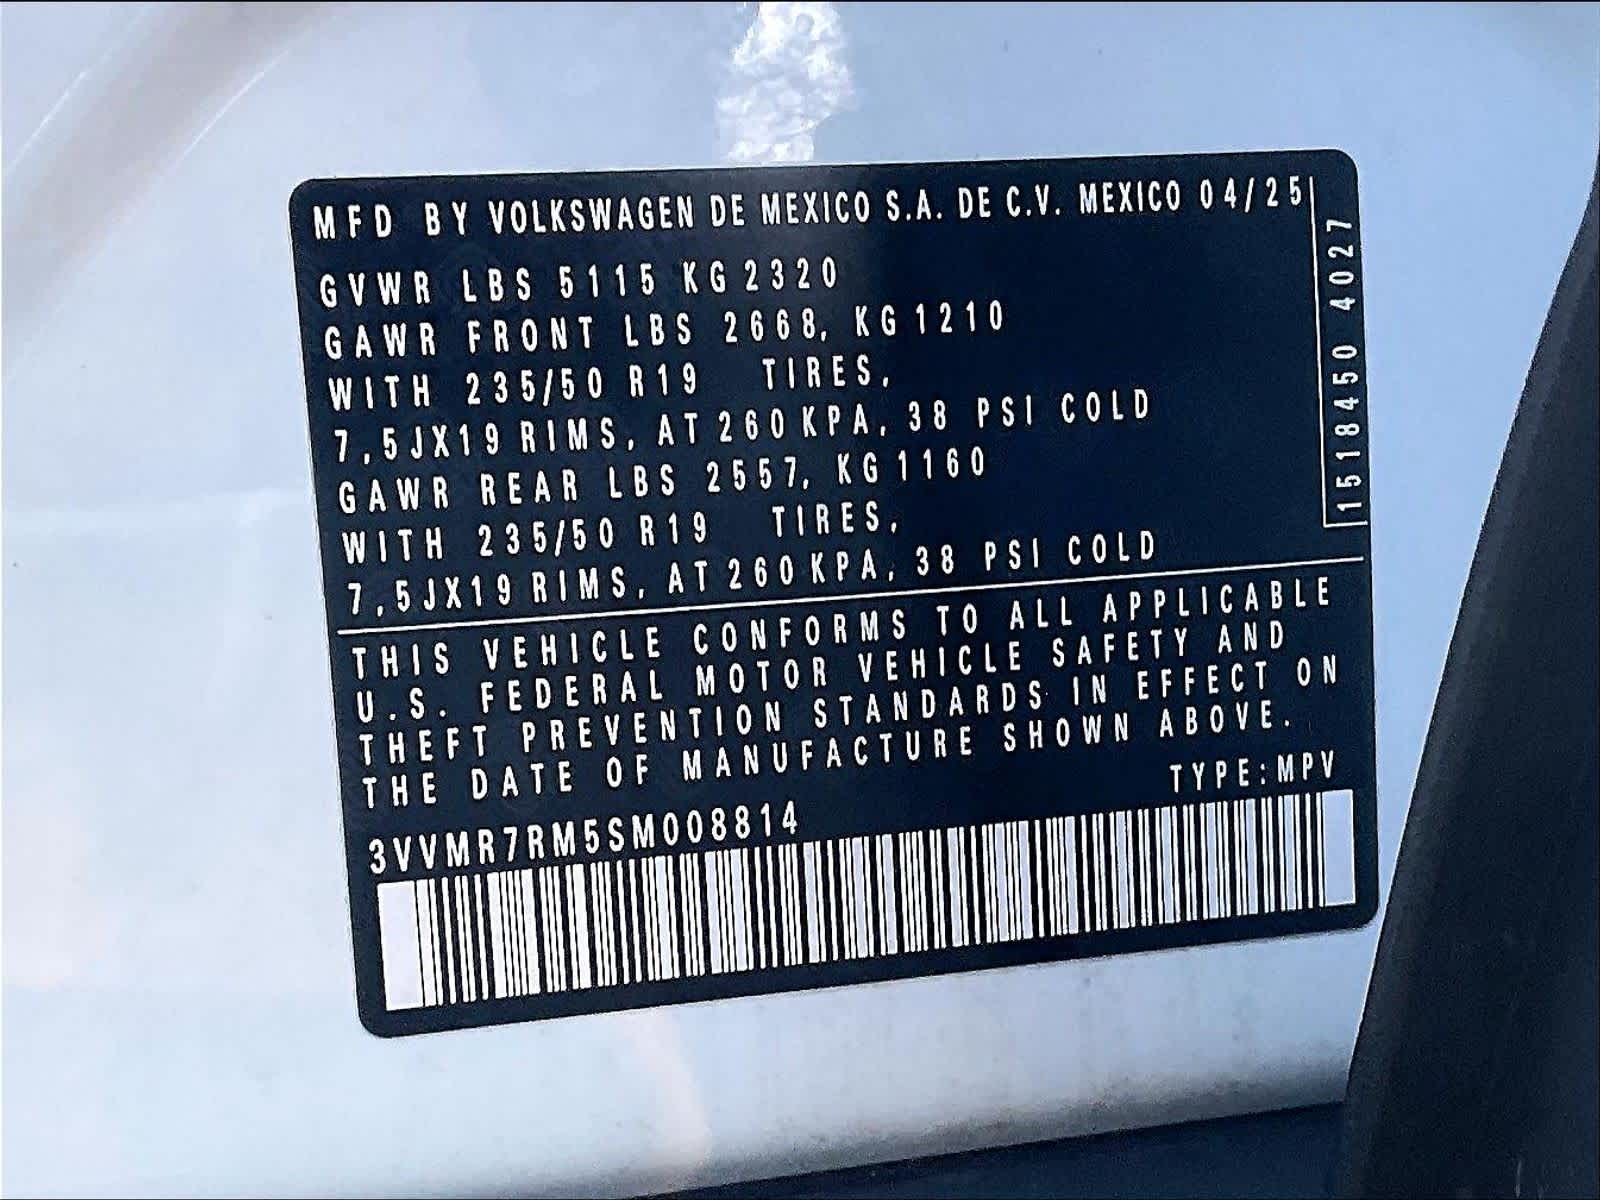 MFD BY VOLKSWAGEN DE MEXICO S.A. DE C.V. MEXICO 04/25
GVWR LBS 5115 KG 2320
GAWR FRONT LBS 2668, KG 1210
WITH 235/50 R19 TIRES,
7,5JX19 RIMS, AT 260 KPA, 38 PSI COLD
GAWR REAR LBS 2557, KG 1160
WITH 235/50 R19 TIRES,
7,5JX19 RIMS, AT 260 KPA, 38 PSI COLD
15184450 4027
THIS VEHICLE CONFORMS TO ALL APPLICABLE
U.S. FEDERAL MOTOR VEHICLE SAFETY AND
THEFT PREVENTION STANDARDS IN EFFECT ON
THE DATE OF MANUFACTURE SHOWN ABOVE.
TYPE:MPV
3VVMR7RM5SM008814